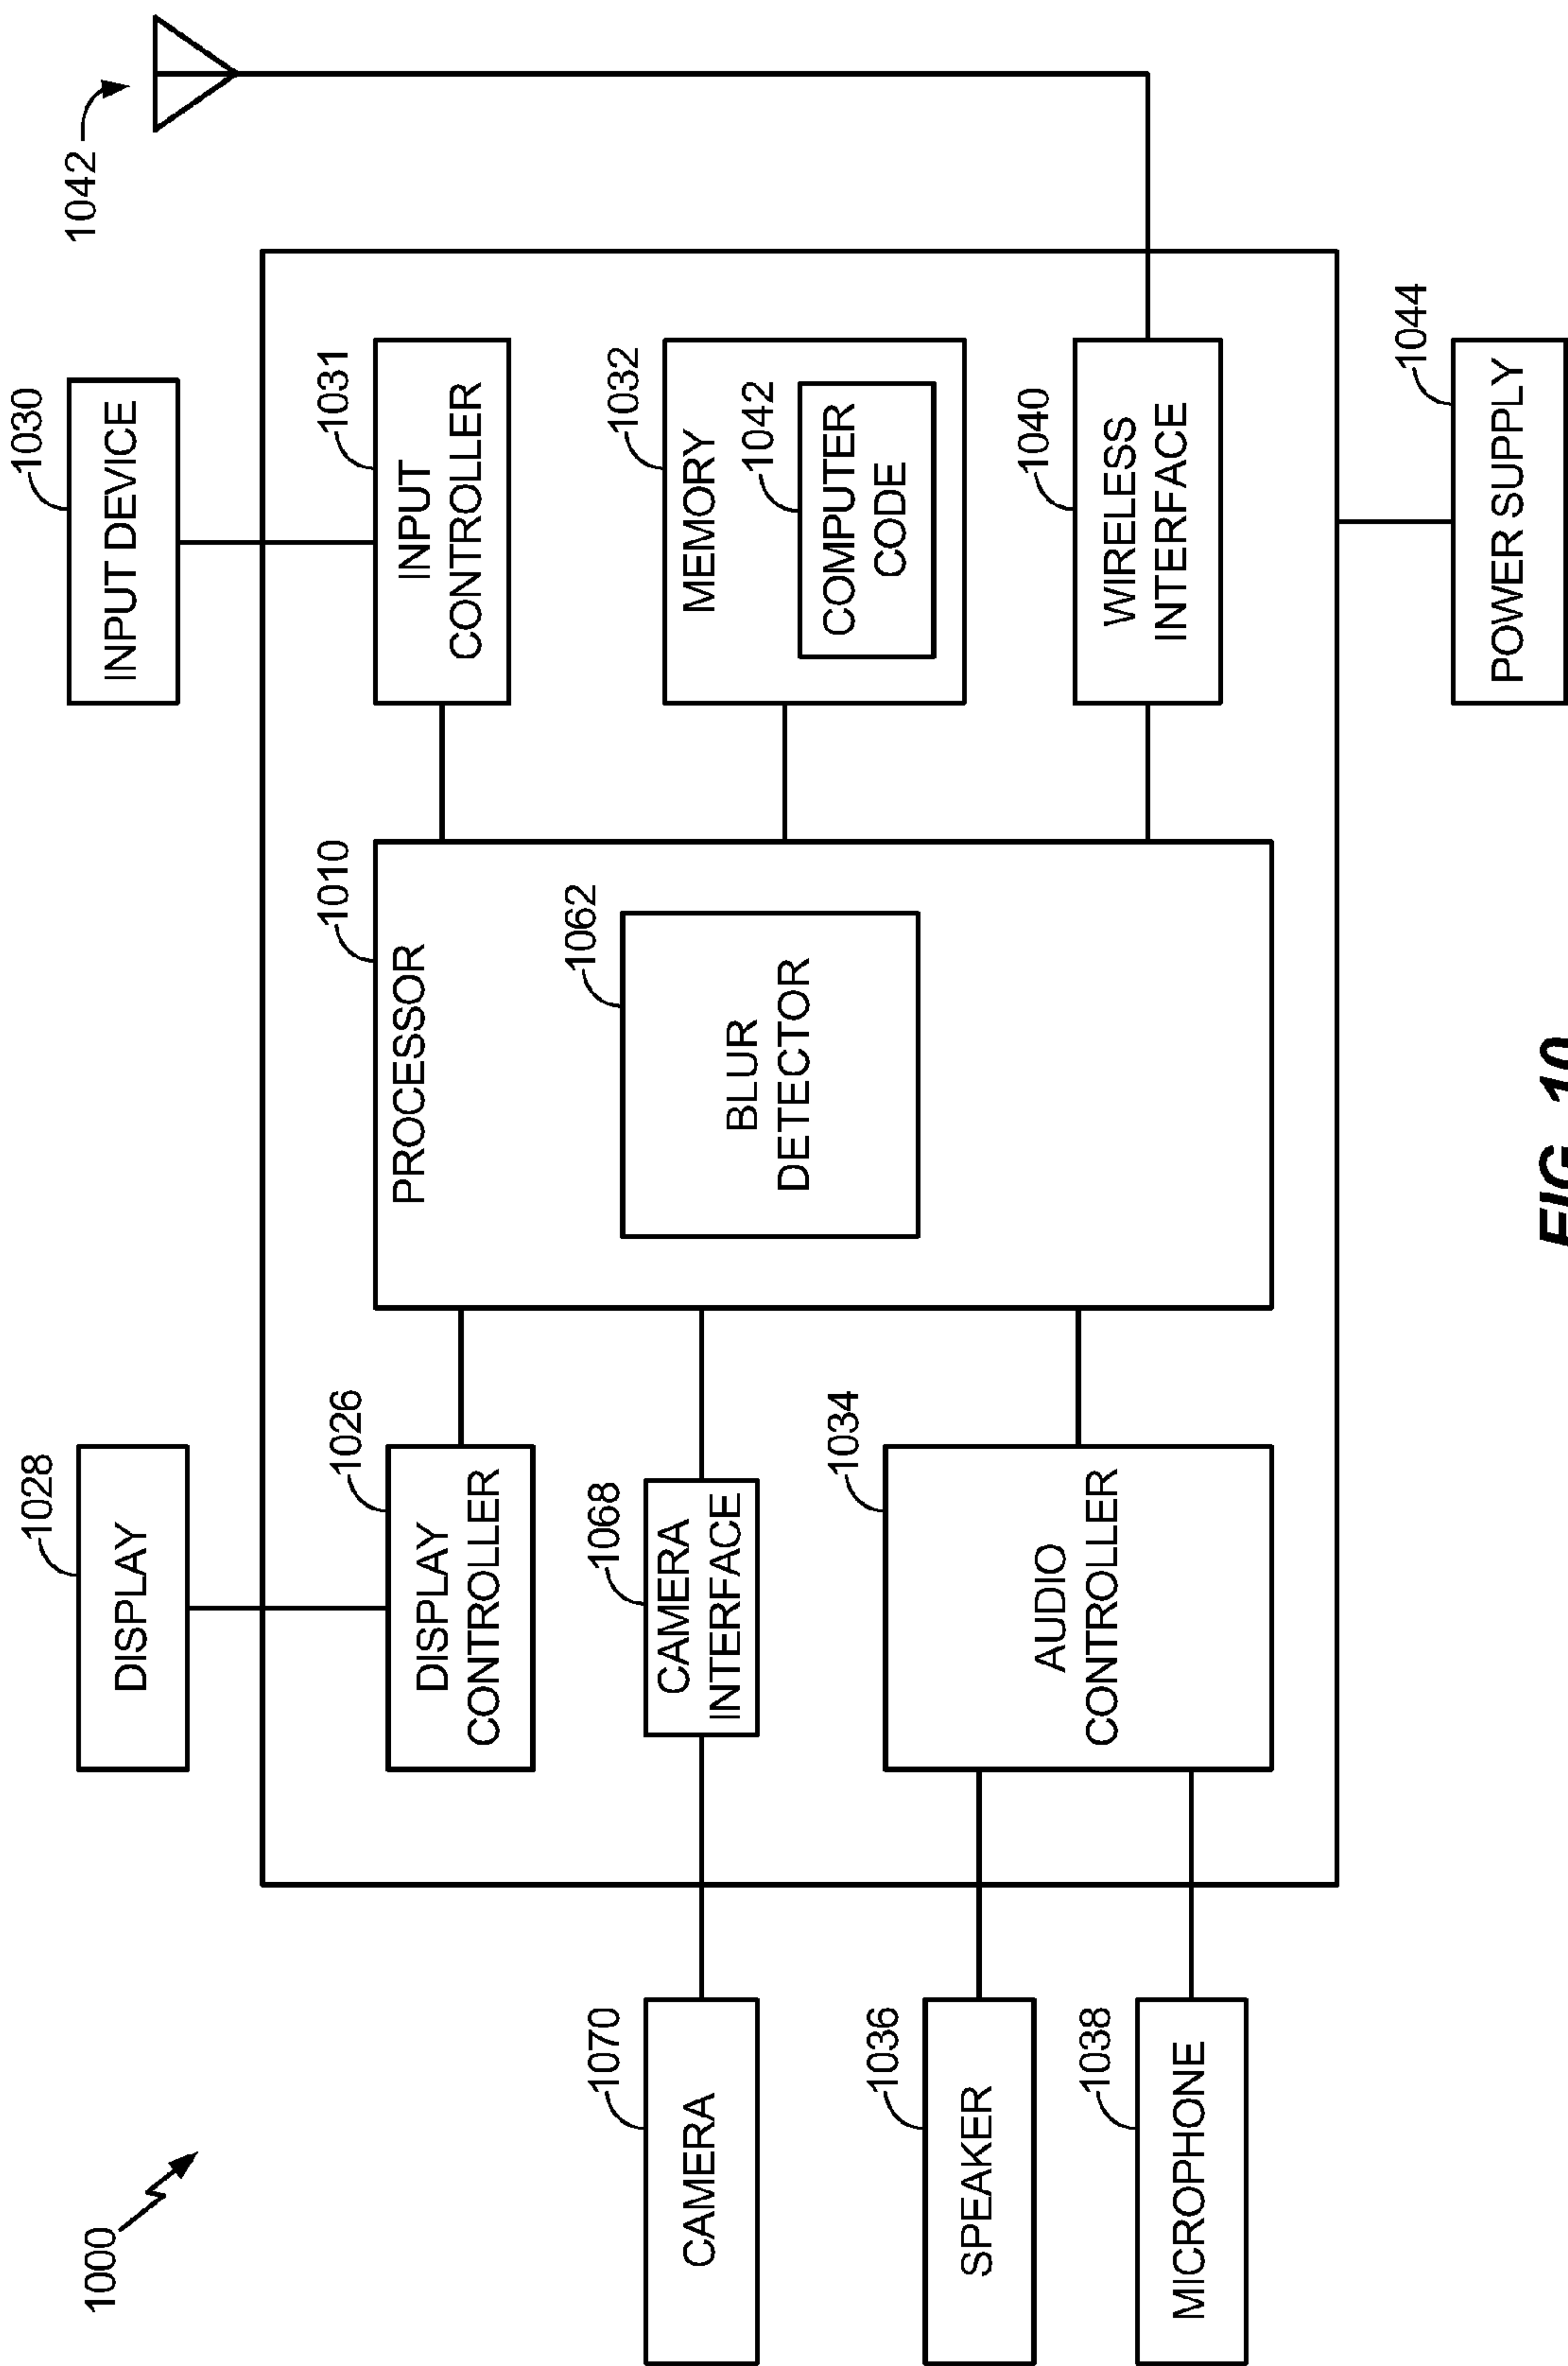 1000
1028
DISPLAY
1030
INPUT DEVICE
1042
1026
DISPLAY
CONTROLLER
1010
PROCESSOR
1031
INPUT
CONTROLLER
1070
CAMERA
1068
CAMERA
INTERFACE
1062
BLUR
DETECTOR
1032
MEMORY
1042
COMPUTER
CODE
1036
SPEAKER
1034
AUDIO
CONTROLLER
1038
MICROPHONE
1040
WIRELESS
INTERFACE
1044
POWER SUPPLY
FIG. 10